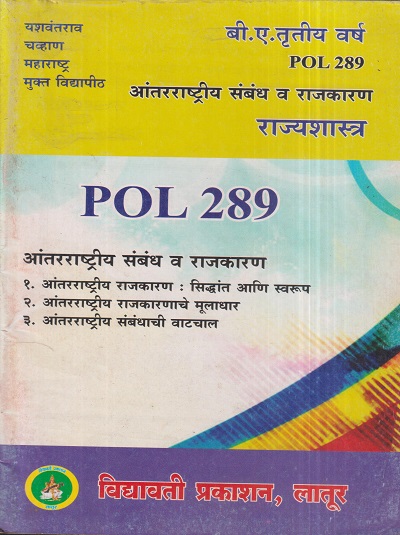 यशवंतराव
चव्हाण
महाराष्ट्र
मुक्त विद्यापीठ
बी.ए.तृतीय वर्ष
POL 289
आंतरराष्ट्रीय संबंध व राजकारण
राज्यशास्त्र
POL 289
आंतरराष्ट्रीय संबंध व राजकारण
१. आंतरराष्ट्रीय राजकारण : सिद्धांत आणि स्वरूप
२. आंतरराष्ट्रीय राजकारणाचे मूलाधार
३. आंतरराष्ट्रीय संबंधाची वाटचाल
विद्यावती प्रकाशन, लातूर